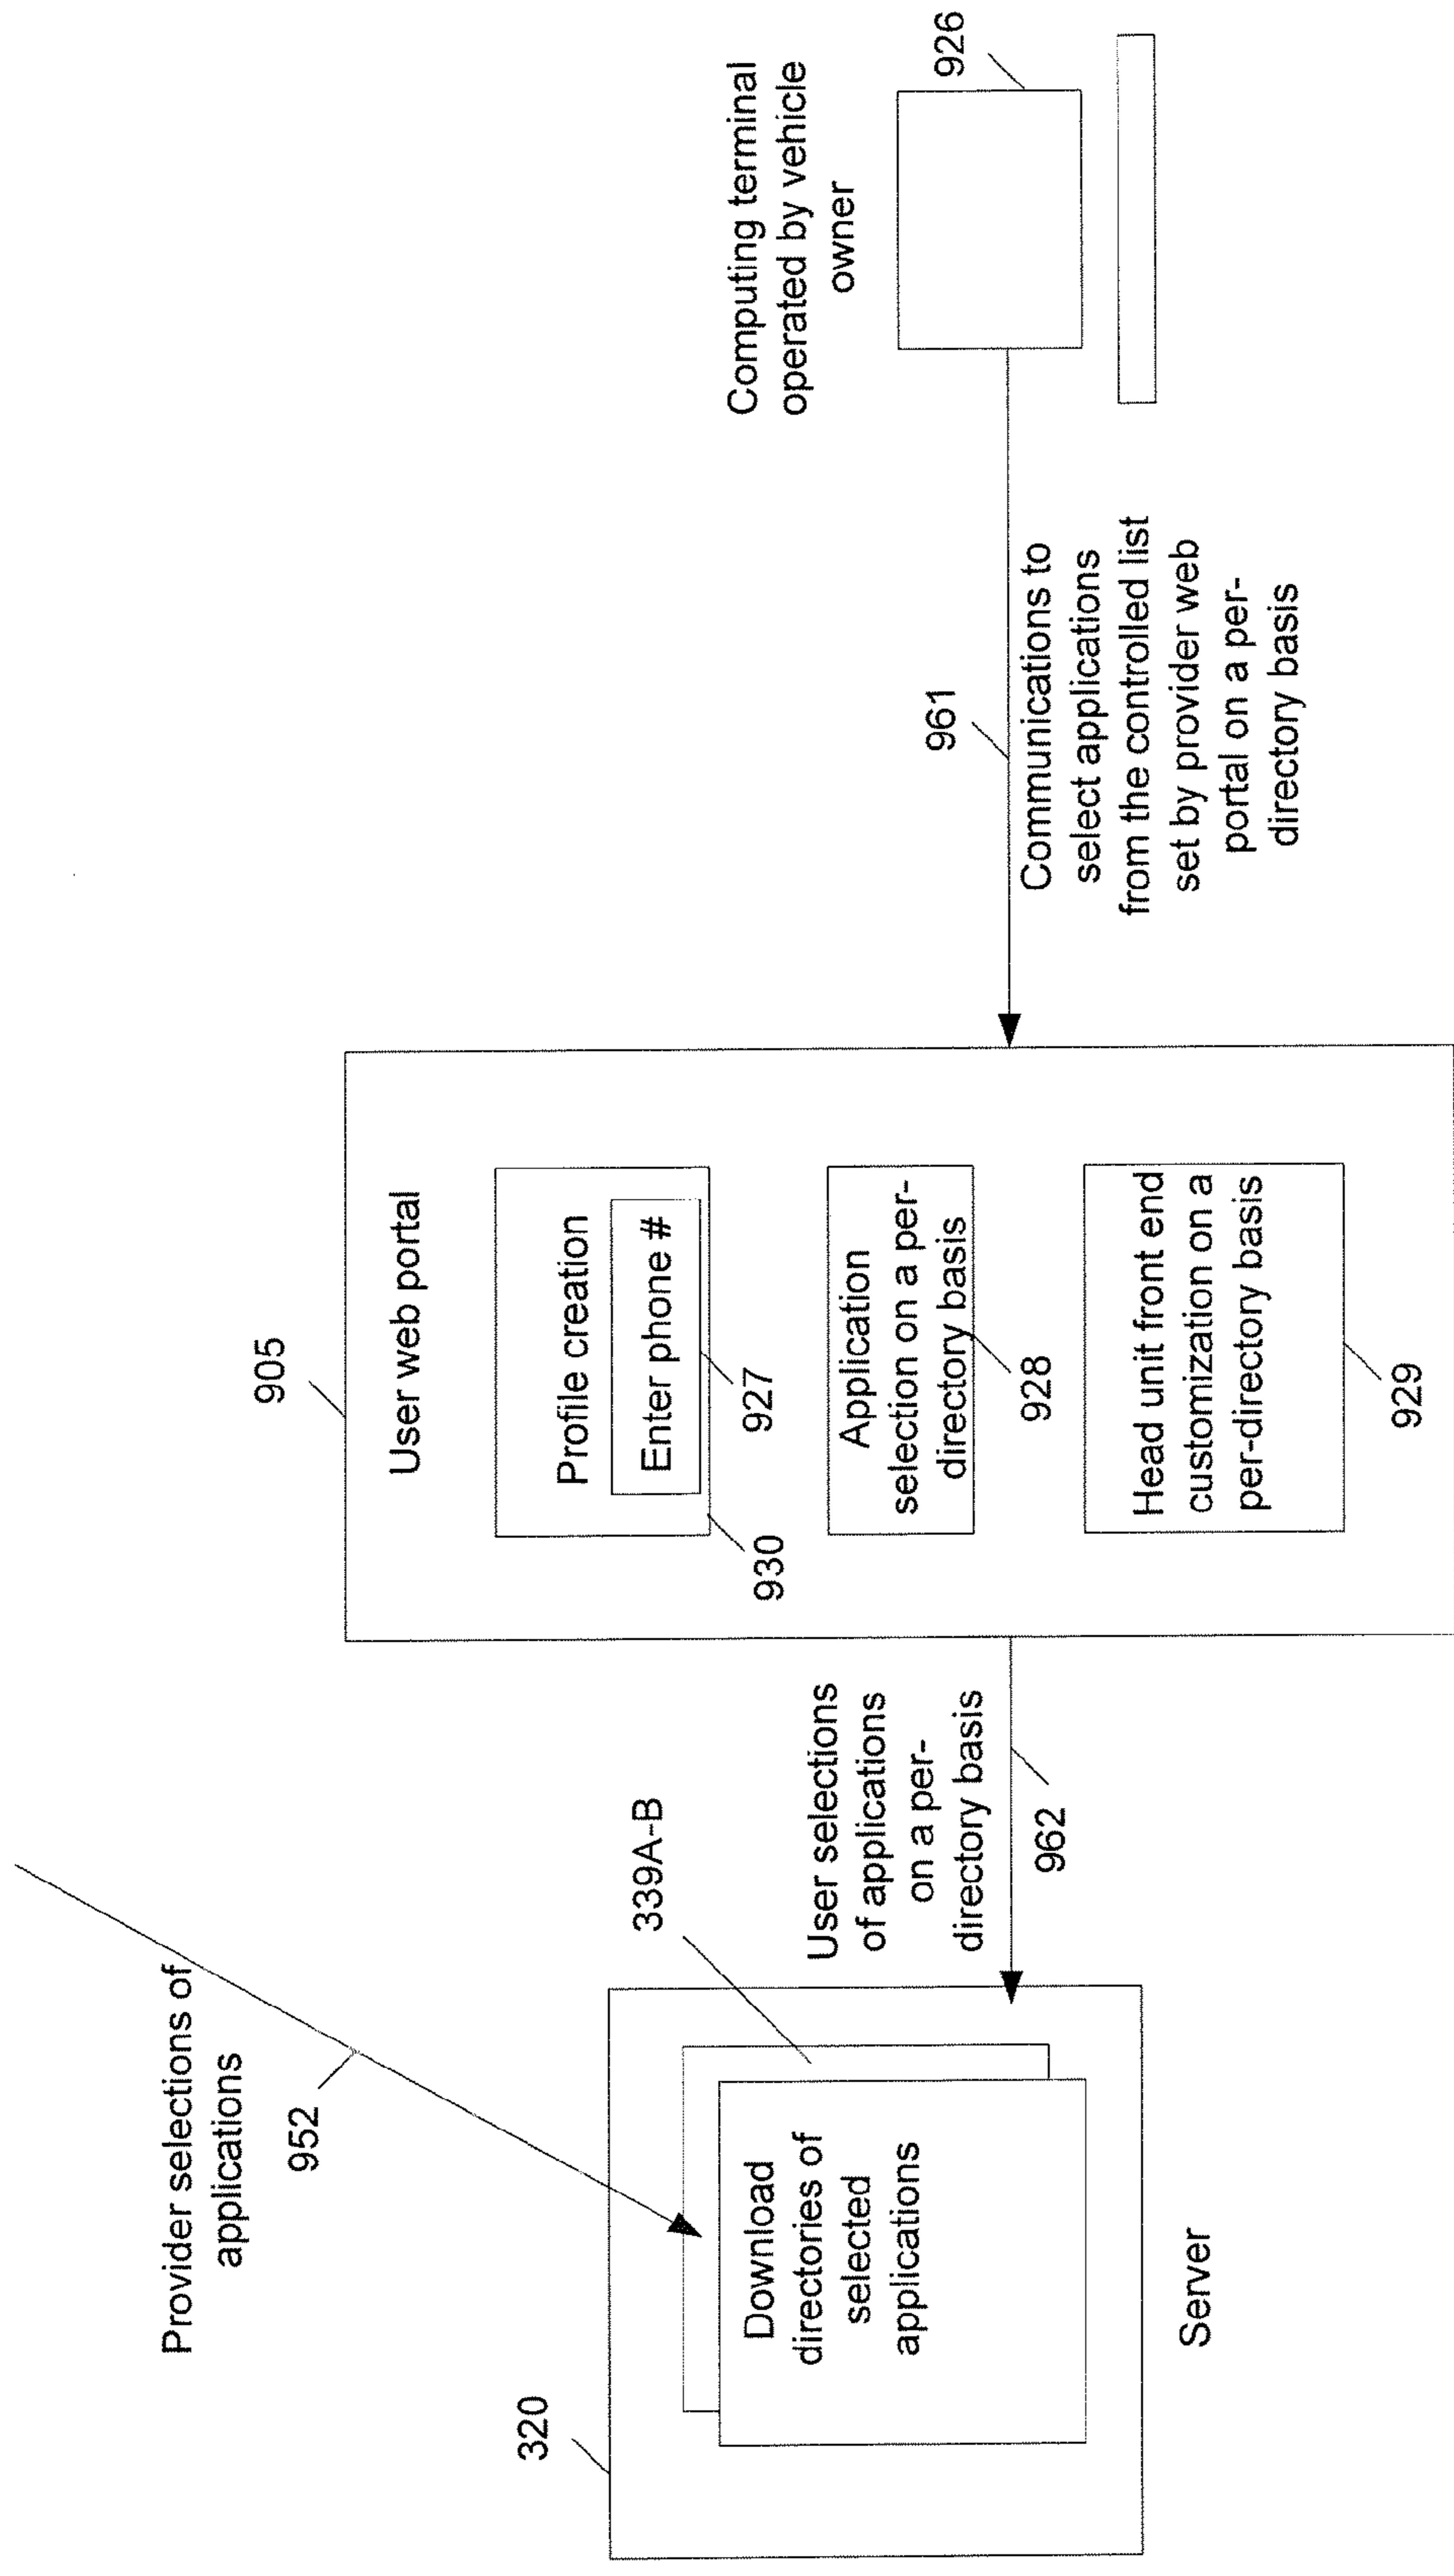 Provider selections of
applications
952
320
Download
directories of
selected
applications
Server
339A-B
User selections
of applications
on a per-
directory basis
962
905
User web portal
Profile creation
Enter phone #
927
930
Application
selection on a per-
directory basis
928
Head unit front end
customization on a
per-directory basis
929
961
Communications to
select applications
from the controlled list
set by provider web
portal on a per-
directory basis
Computing terminal
operated by vehicle
owner
926